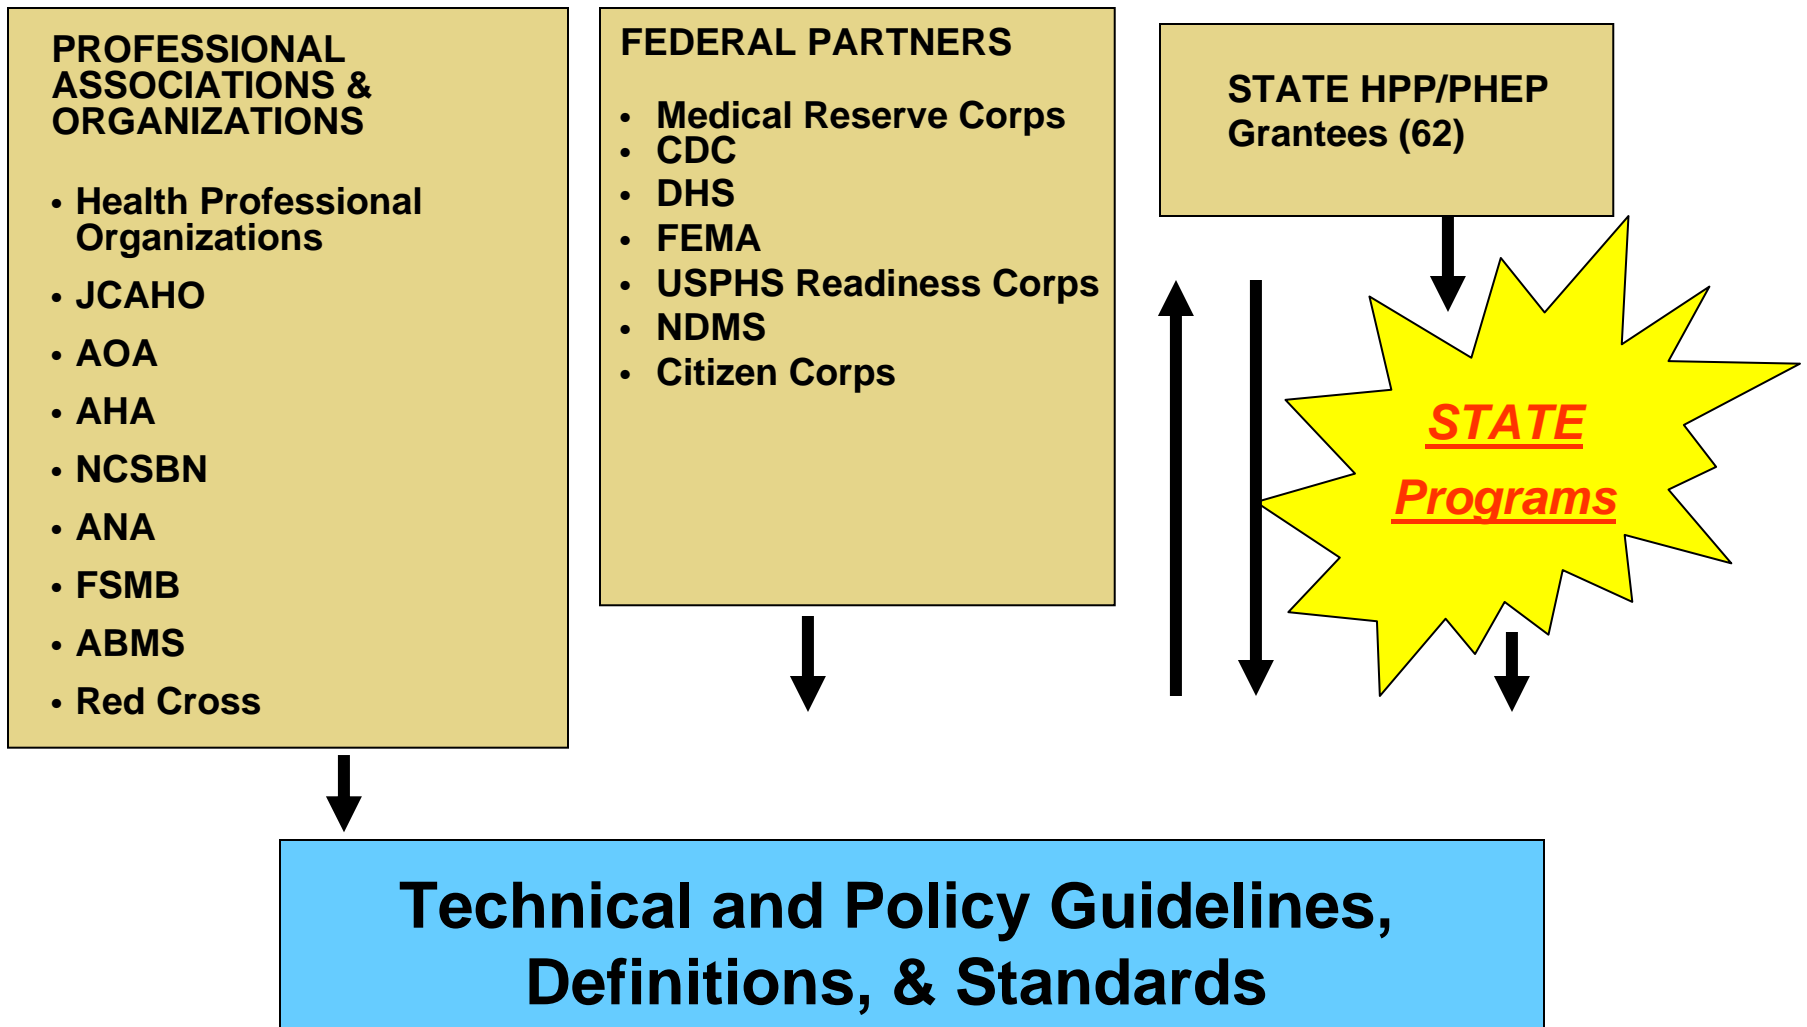 PROFESSIONAL
ASSOCIATIONS &
ORGANIZATIONS
• Health Professional
Organizations
• JCAHO
• AOA
• AHA
• NCSBN
• ANA
• FSMB
• ABMS
• Red Cross
FEDERAL PARTNERS
• Medical Reserve Corps
• CDC
• DHS
• FEMA
• USPHS Readiness Corps
• NDMS
• Citizen Corps
STATE HPP/PHEP
Grantees (62)
STATE
Programs
Technical and Policy Guidelines,
Definitions, & Standards